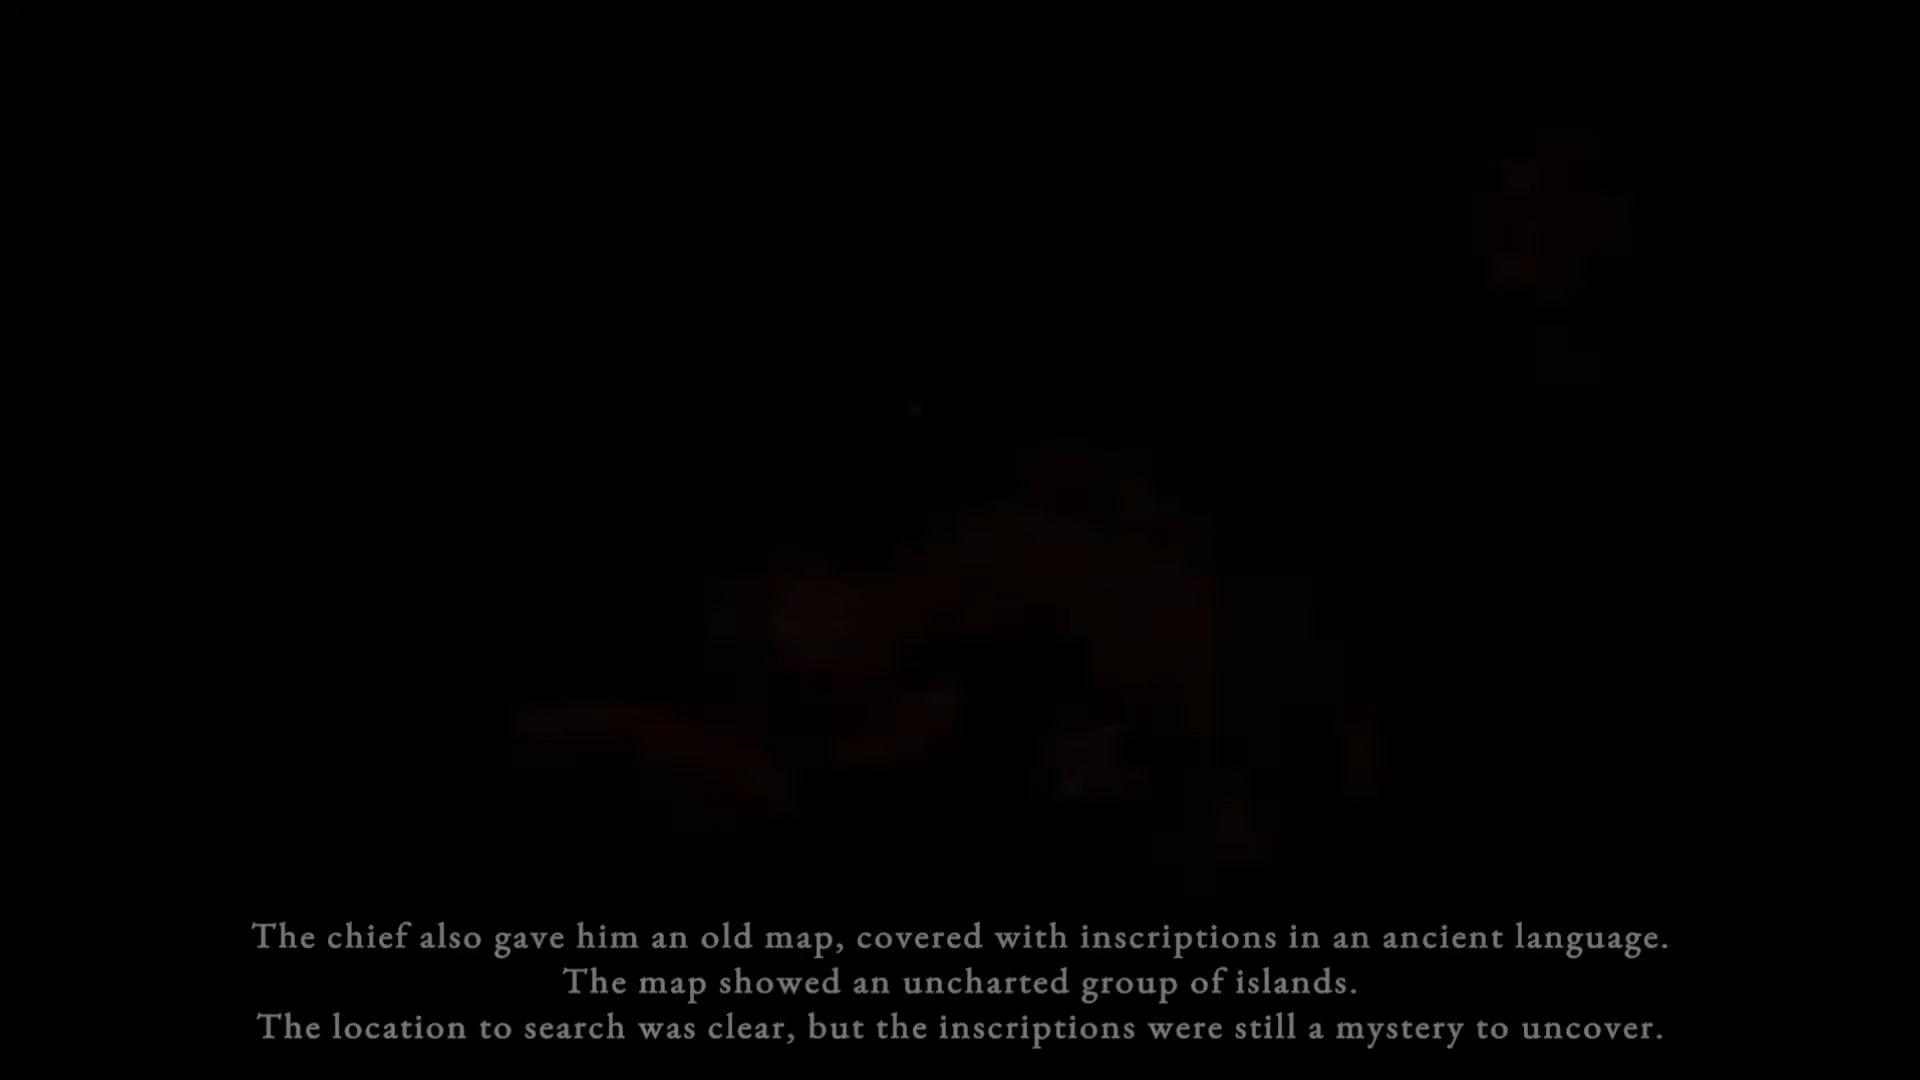 The chief also gave him an old map, covered with inscriptions in an ancient language.
The map showed an uncharted group of islands.
The location to search was clear, but the inscriptions were still a mystery to uncover.